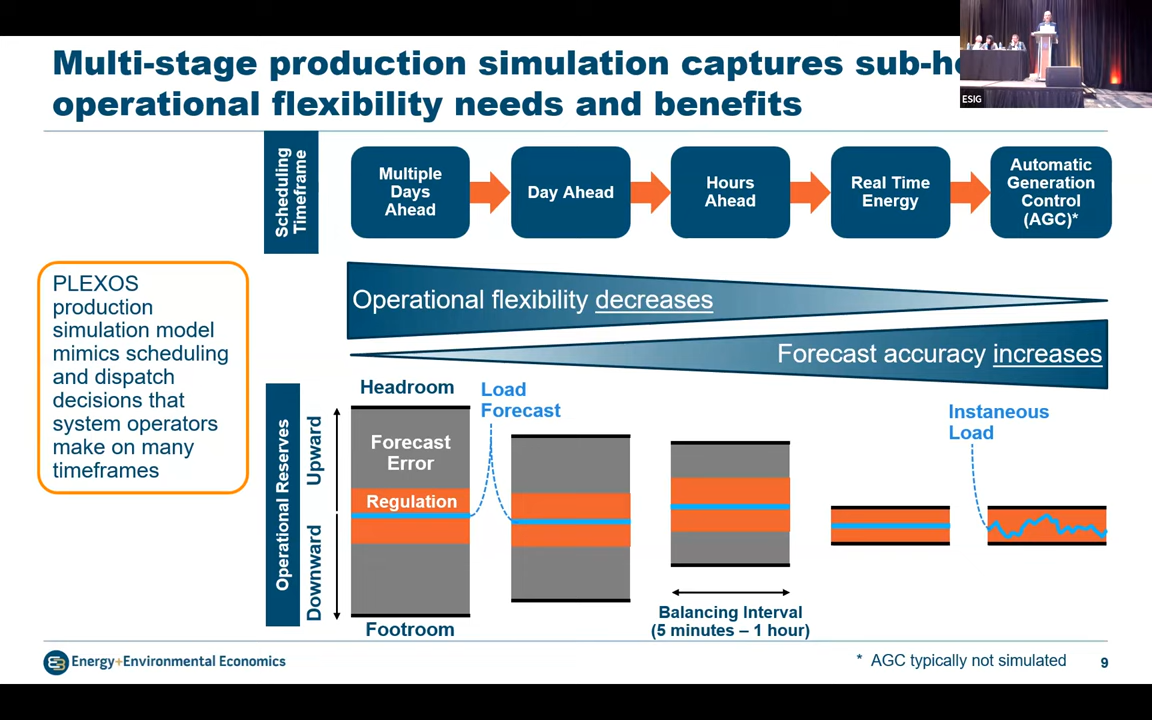 Multi-stage production simulation captures
operational flexibility needs and benefits
ESIG
Scheduling
Timeframe
Multiple
Days
Ahead
Day Ahead
Hours
Ahead
Real Time
Energy
Automatic
Generation
Control
(AGC)*
PLEXOS
production
simulation model
mimics scheduling
and dispatch
decisions that
system operators
make on many
timeframes
Operational flexibility decreases
Forecast accuracy increases
Operational Reserves
Upward
Downward
Headroom
Forecast
Error
Regulation
Footroom
Load
Forecast
Balancing Interval
(5 minutes – 1 hour)
Instaneous
Load
Energy+Environmental Economics
* AGC typically not simulated
9